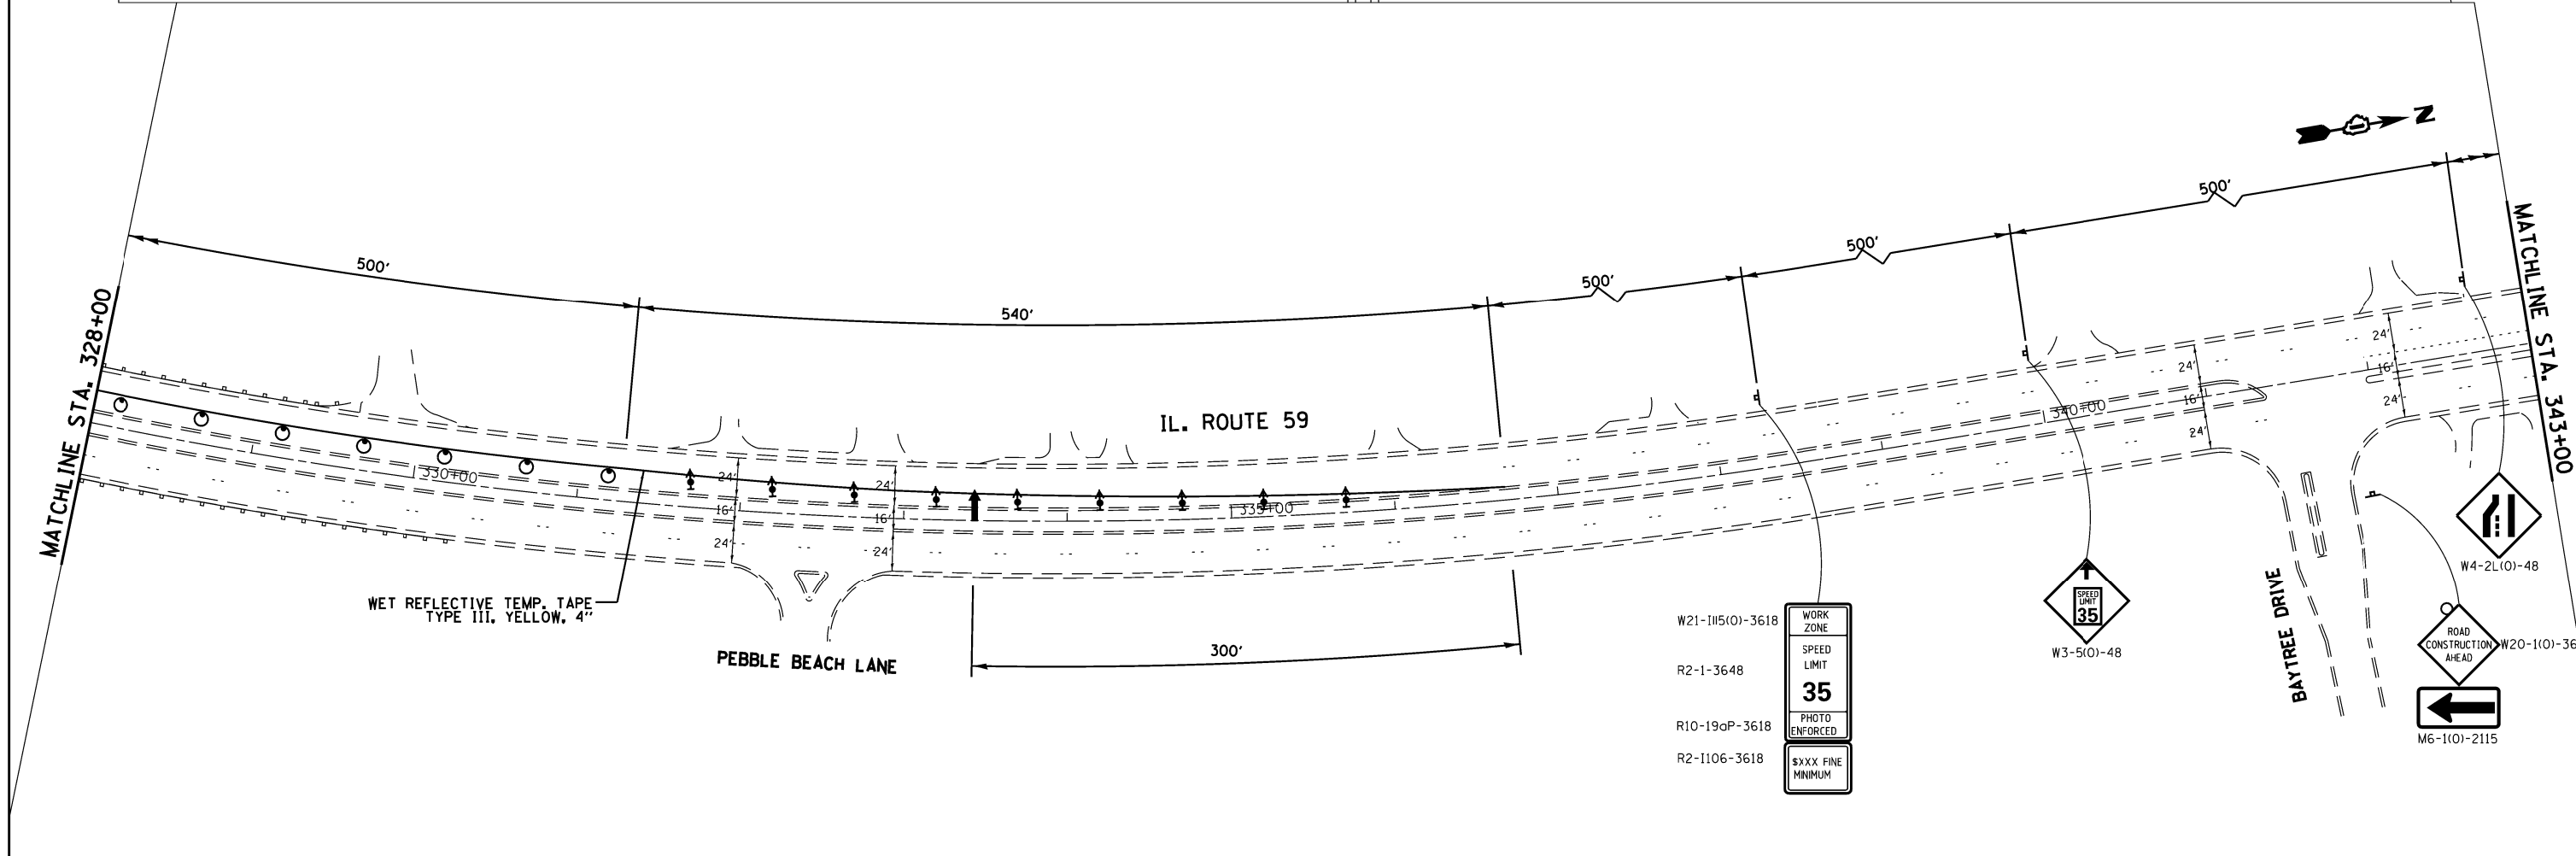 N
500'
500'
500'
500'
540'
MATCHLINE STA. 328+00
MATCHLINE STA. 343+00
IL. ROUTE 59
330+00
335+00
340+00
24'
16'
24'
24'
16'
24'
24'
16'
24'
24'
16'
24'
WET REFLECTIVE TEMP. TAPE
TYPE III, YELLOW, 4"
PEBBLE BEACH LANE
300'
W21-I115(O)-3618
WORK
ZONE
R2-1-3648
SPEED
LIMIT
35
R10-19aP-3618
PHOTO
ENFORCED
R2-I106-3618
$XXX FINE
MINIMUM
SPEED
LIMIT
35
W3-5(O)-48
BAYTREE DRIVE
W4-2L(O)-48
ROAD
CONSTRUCTION
AHEAD
W20-1(O)-36
M6-1(O)-2115